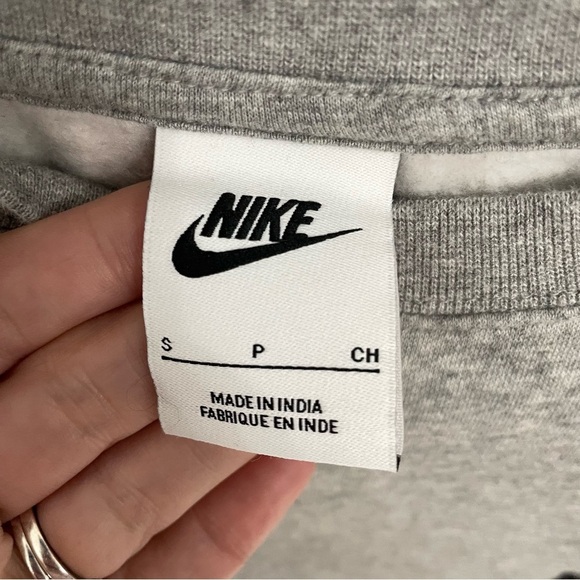 NIKE
S P CH
MADE IN INDIA
FABRIQUE EN INDE